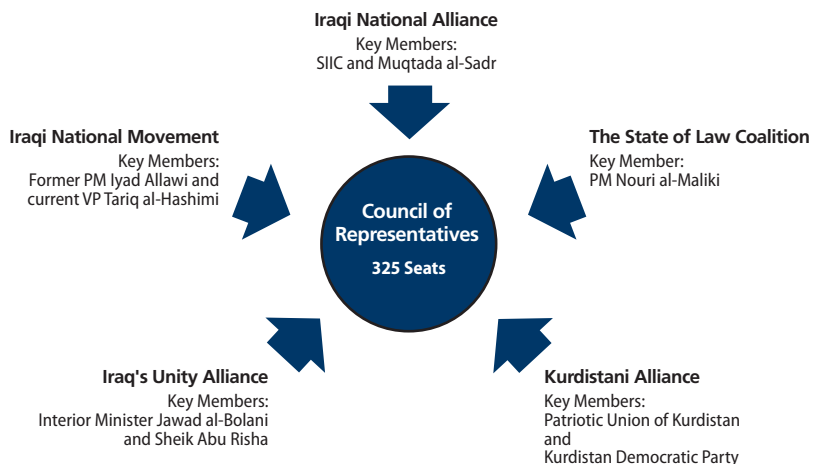 Iraqi National Alliance
Key Members:
SIIC and Muqtada al-Sadr
Iraqi National Movement
Key Members:
Former PM Iyad Allawi and
current VP Tariq al-Hashimi
The State of Law Coalition
Key Member:
PM Nouri al-Maliki
Council of
Representatives
325 Seats
Iraq's Unity Alliance
Key Members:
Interior Minister Jawad al-Bolani
and Sheik Abu Risha
Kurdistani Alliance
Key Members:
Patriotic Union of Kurdistan
and
Kurdistan Democratic Party